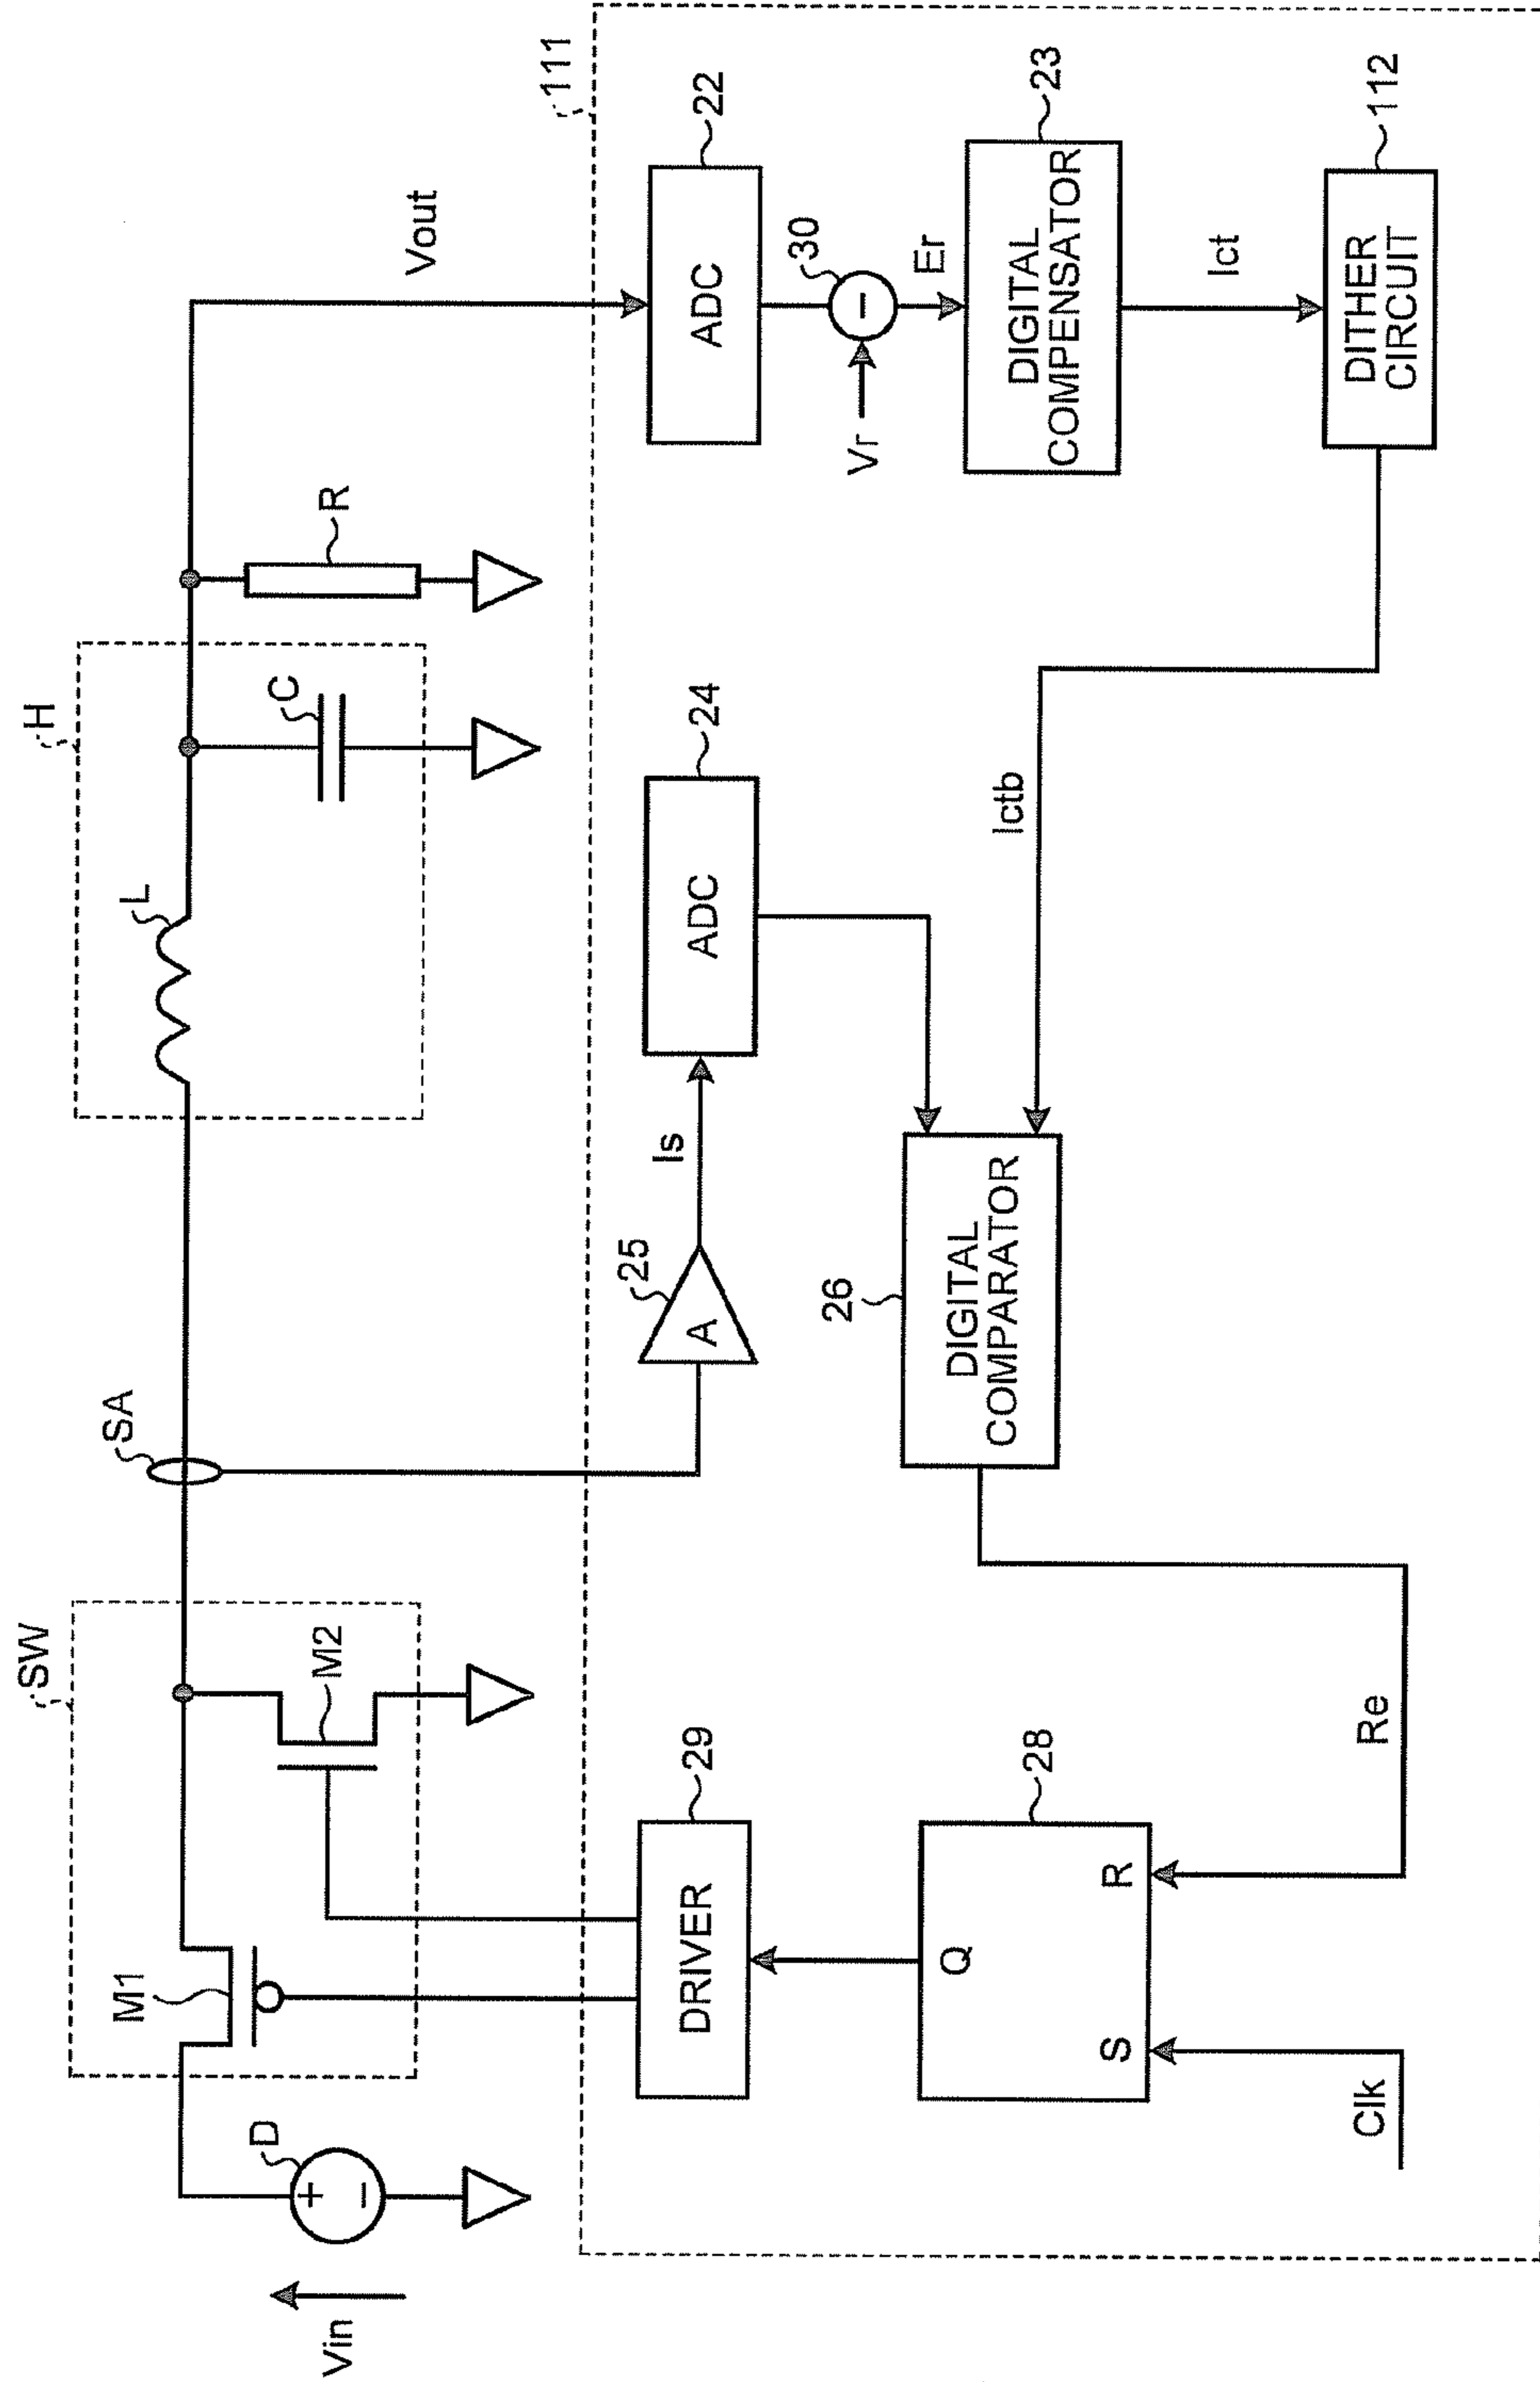 SW
H
SA
L
M1
M2
C
R
D
+
−
Vin
Vout
111
29
DRIVER
25
A
Is
24
ADC
22
ADC
30
−
Vr
Er
28
Q
S
R
26
DIGITAL
COMPARATOR
Ictb
23
DIGITAL
COMPENSATOR
Ict
112
DITHER
CIRCUIT
Clk
Re